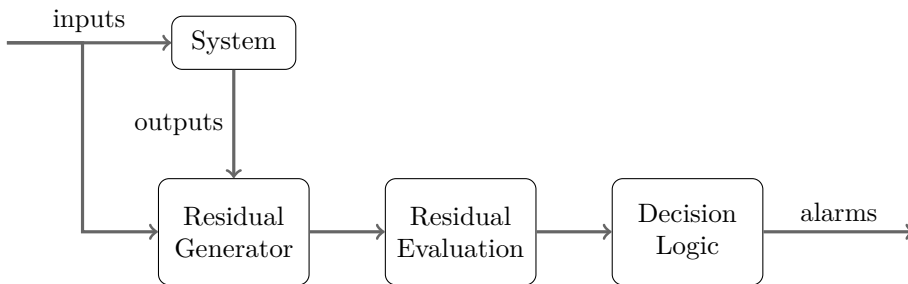 inputs
System
outputs
Residual
Generator
Residual
Evaluation
Decision
Logic
alarms